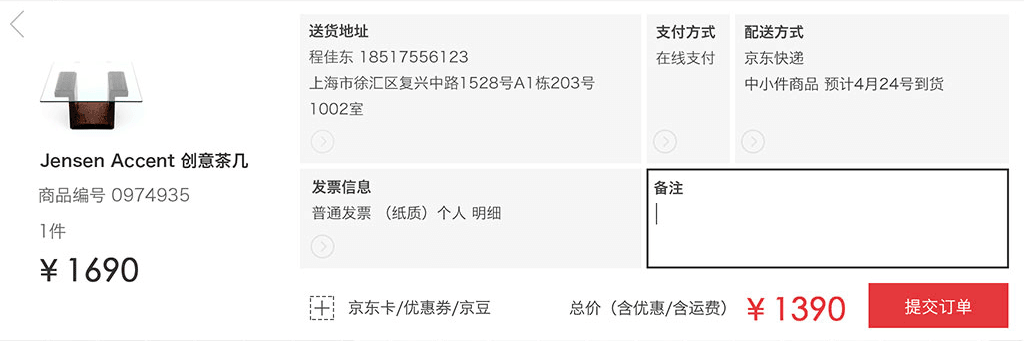 Jensen Accent 创意茶几
商品编号 0974935
1件
¥ 1690
送货地址
程佳东 18517556123
上海市徐汇区复兴中路1528号A1栋203号
1002室
支付方式
在线支付
配送方式
京东快递
中小件商品 预计4月24号到货
发票信息
普通发票 （纸质）个人 明细
备注
京东卡/优惠券/京豆
总价（含优惠/含运费）
¥ 1390
提交订单